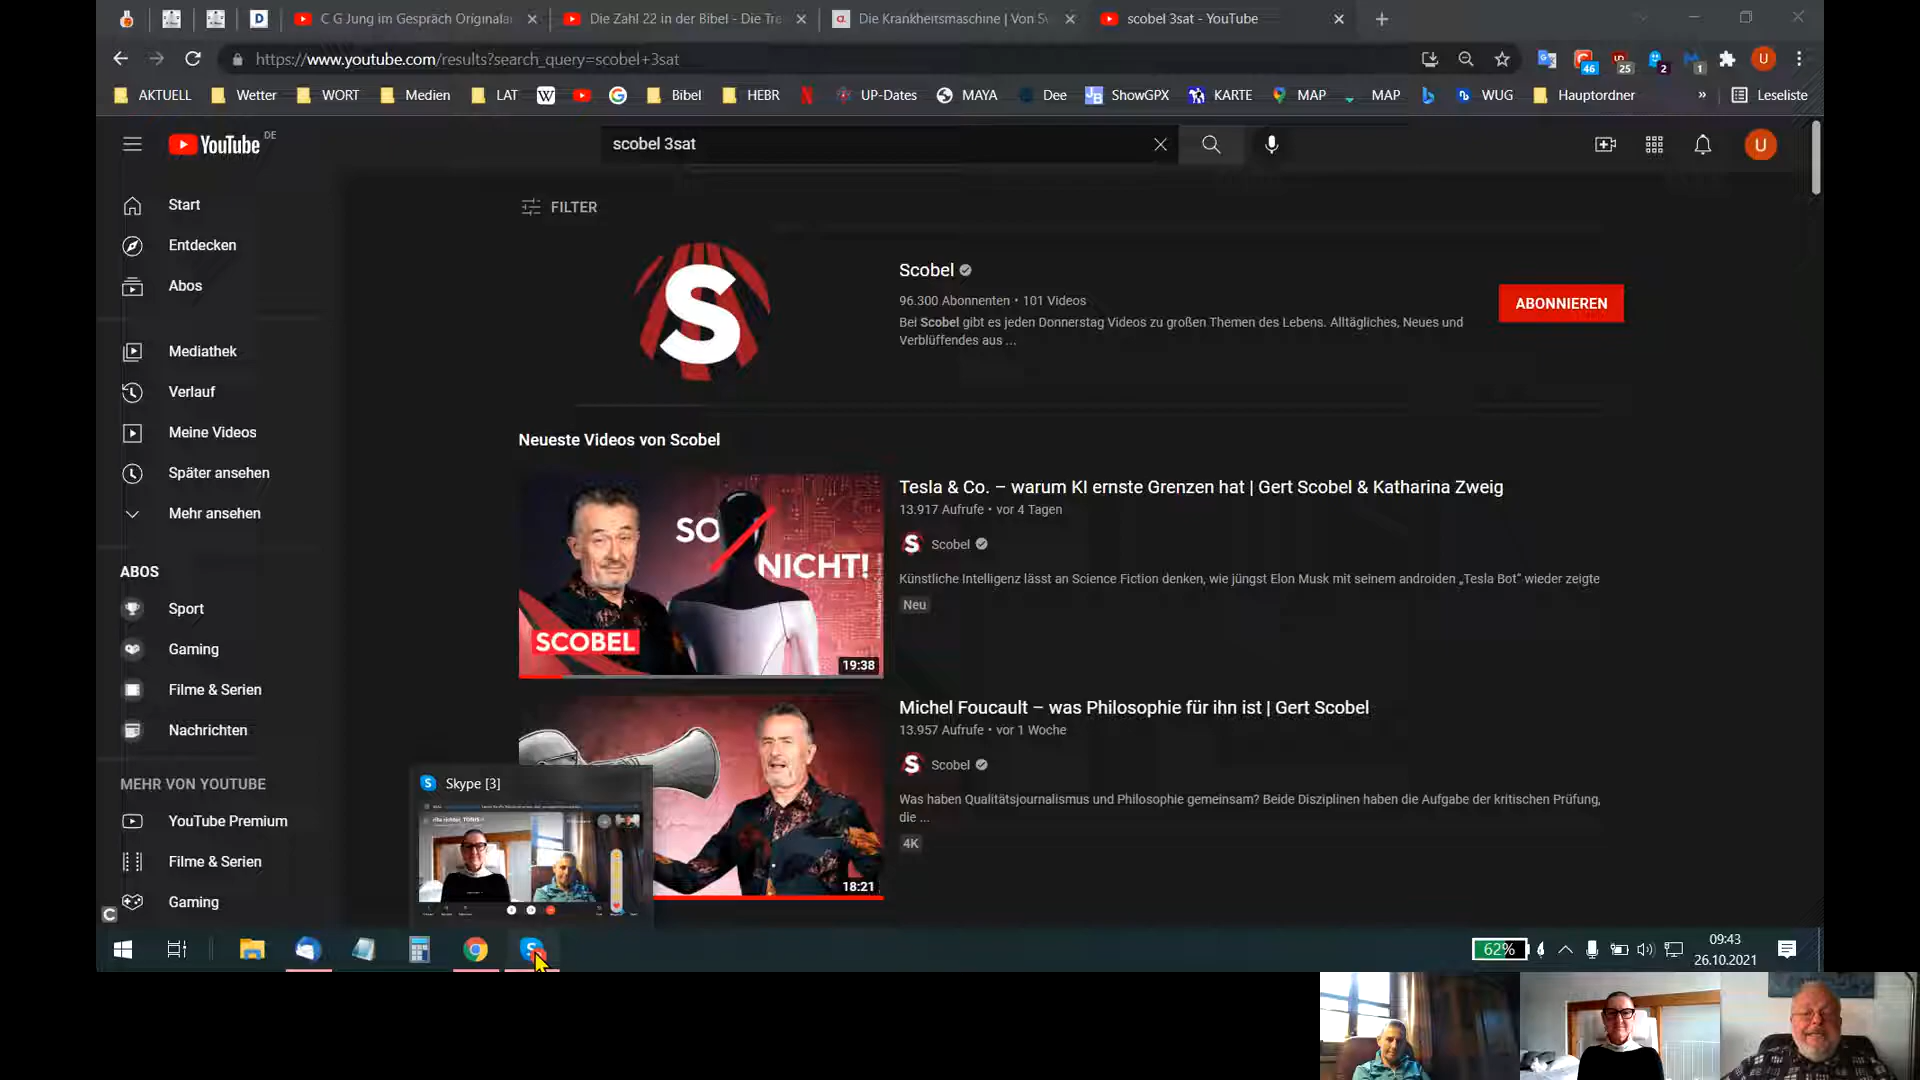 C G Jung im Gespräch Originala
Die Zahl 22 in der Bibel - Die Tre
Die Krankheitsmaschine | Von Sv
scobel 3sat - YouTube
https://www.youtube.com/results?search_query=scobel+3sat
46
25
2
1
U
AKTUELL
Wetter
WORT
Medien
LAT
W
G
Bibel
HEBR
N
UP-Dates
MAYA
Dee
ShowGPX
KARTE
MAP
MAP
WUG
Hauptordner
»
Leseliste
YouTube DE
scobel 3sat
U
Start
Entdecken
Abos
Mediathek
Verlauf
Meine Videos
Später ansehen
Mehr ansehen
ABOS
Sport
Gaming
Filme & Serien
Nachrichten
MEHR VON YOUTUBE
YouTube Premium
Filme & Serien
Gaming
FILTER
S
Scobel
96.300 Abonnenten • 101 Videos
Bei Scobel gibt es jeden Donnerstag Videos zu großen Themen des Lebens. Alltägliches, Neues und
Verblüffendes aus ...
ABONNIEREN
Neueste Videos von Scobel
SO
NICHT!
SCOBEL
19:38
Tesla & Co. – warum KI ernste Grenzen hat | Gert Scobel & Katharina Zweig
13.917 Aufrufe • vor 4 Tagen
S Scobel
Künstliche Intelligenz lässt an Science Fiction denken, wie jüngst Elon Musk mit seinem androiden „Tesla Bot" wieder zeigte
Neu
18:21
Michel Foucault – was Philosophie für ihn ist | Gert Scobel
13.957 Aufrufe • vor 1 Woche
S Scobel
Was haben Qualitätsjournalismus und Philosophie gemeinsam? Beide Disziplinen haben die Aufgabe der kritischen Prüfung,
die ...
4K
Skype [3]
C
62%
09:43
26.10.2021